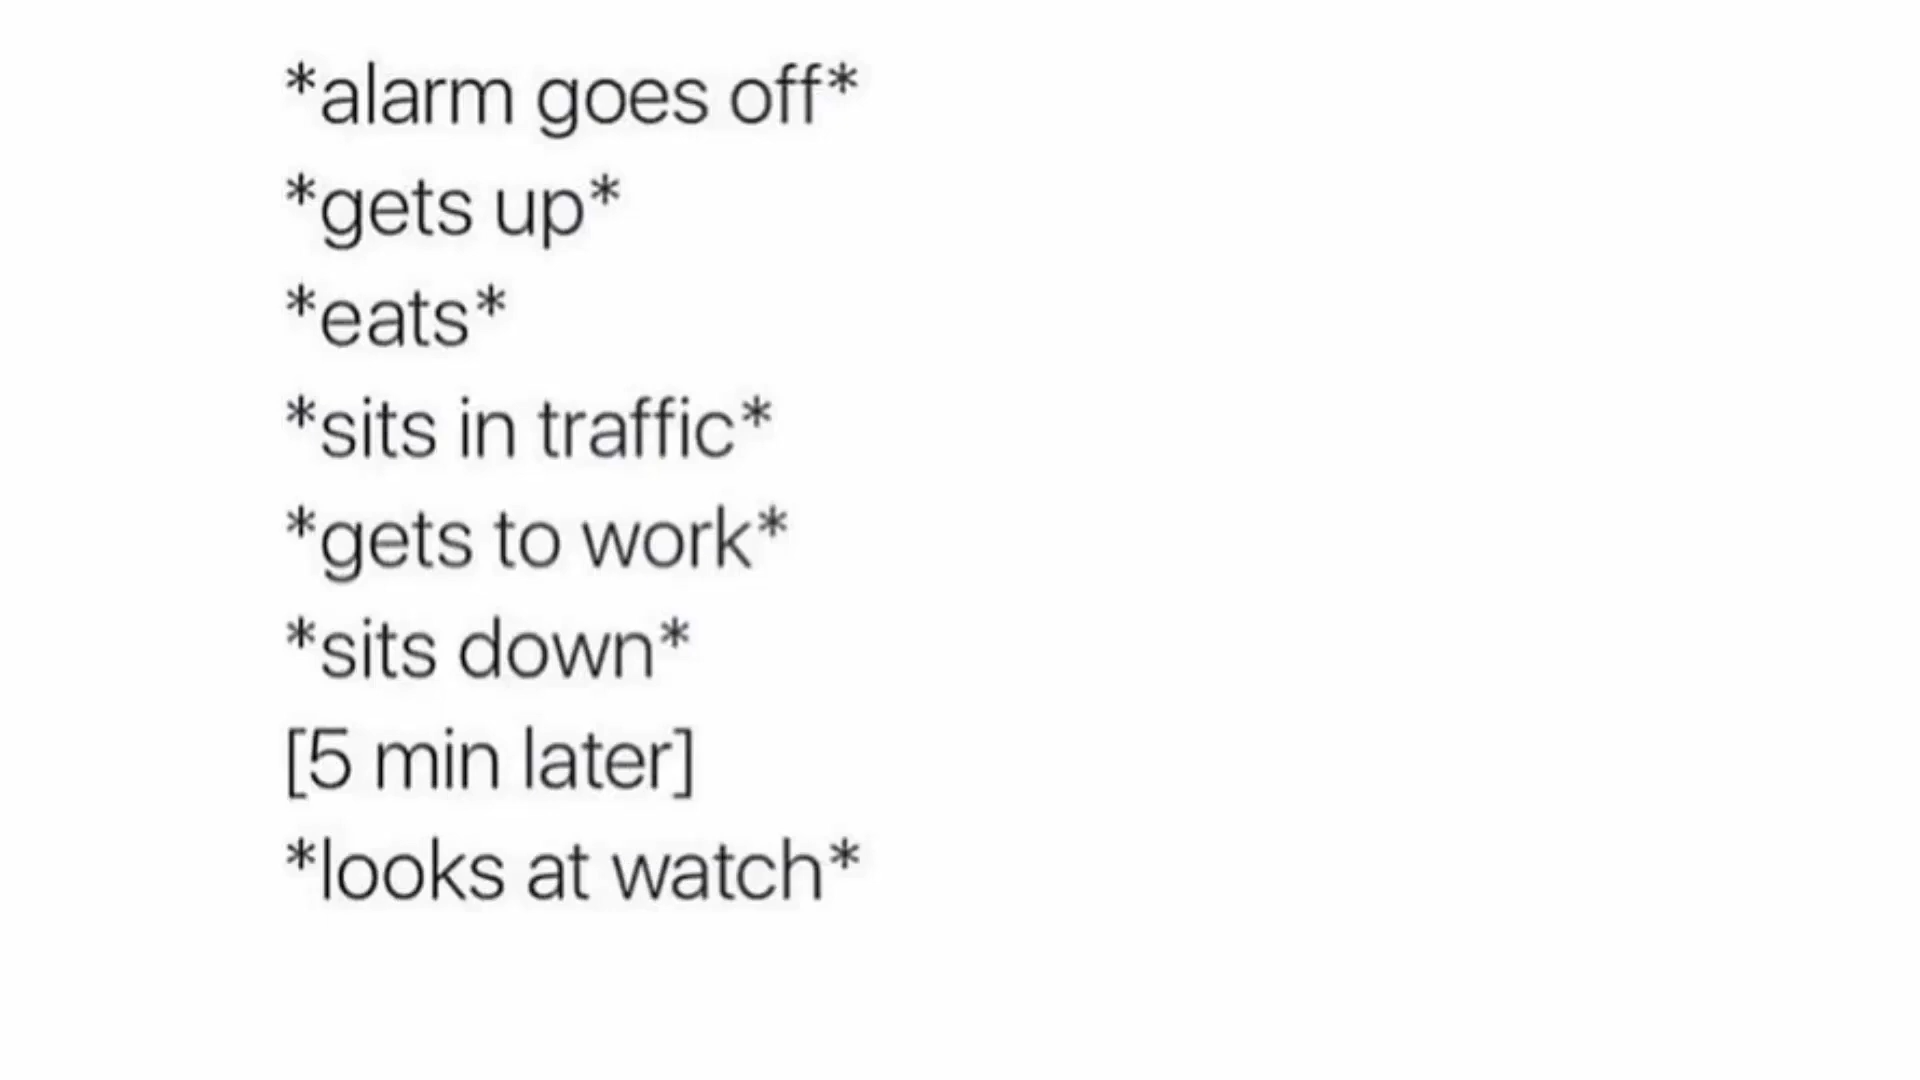 *alarm goes off*
*gets up*
*eats*
*sits in traffic*
*gets to work*
*sits down*
[5 min later]
*looks at watch*